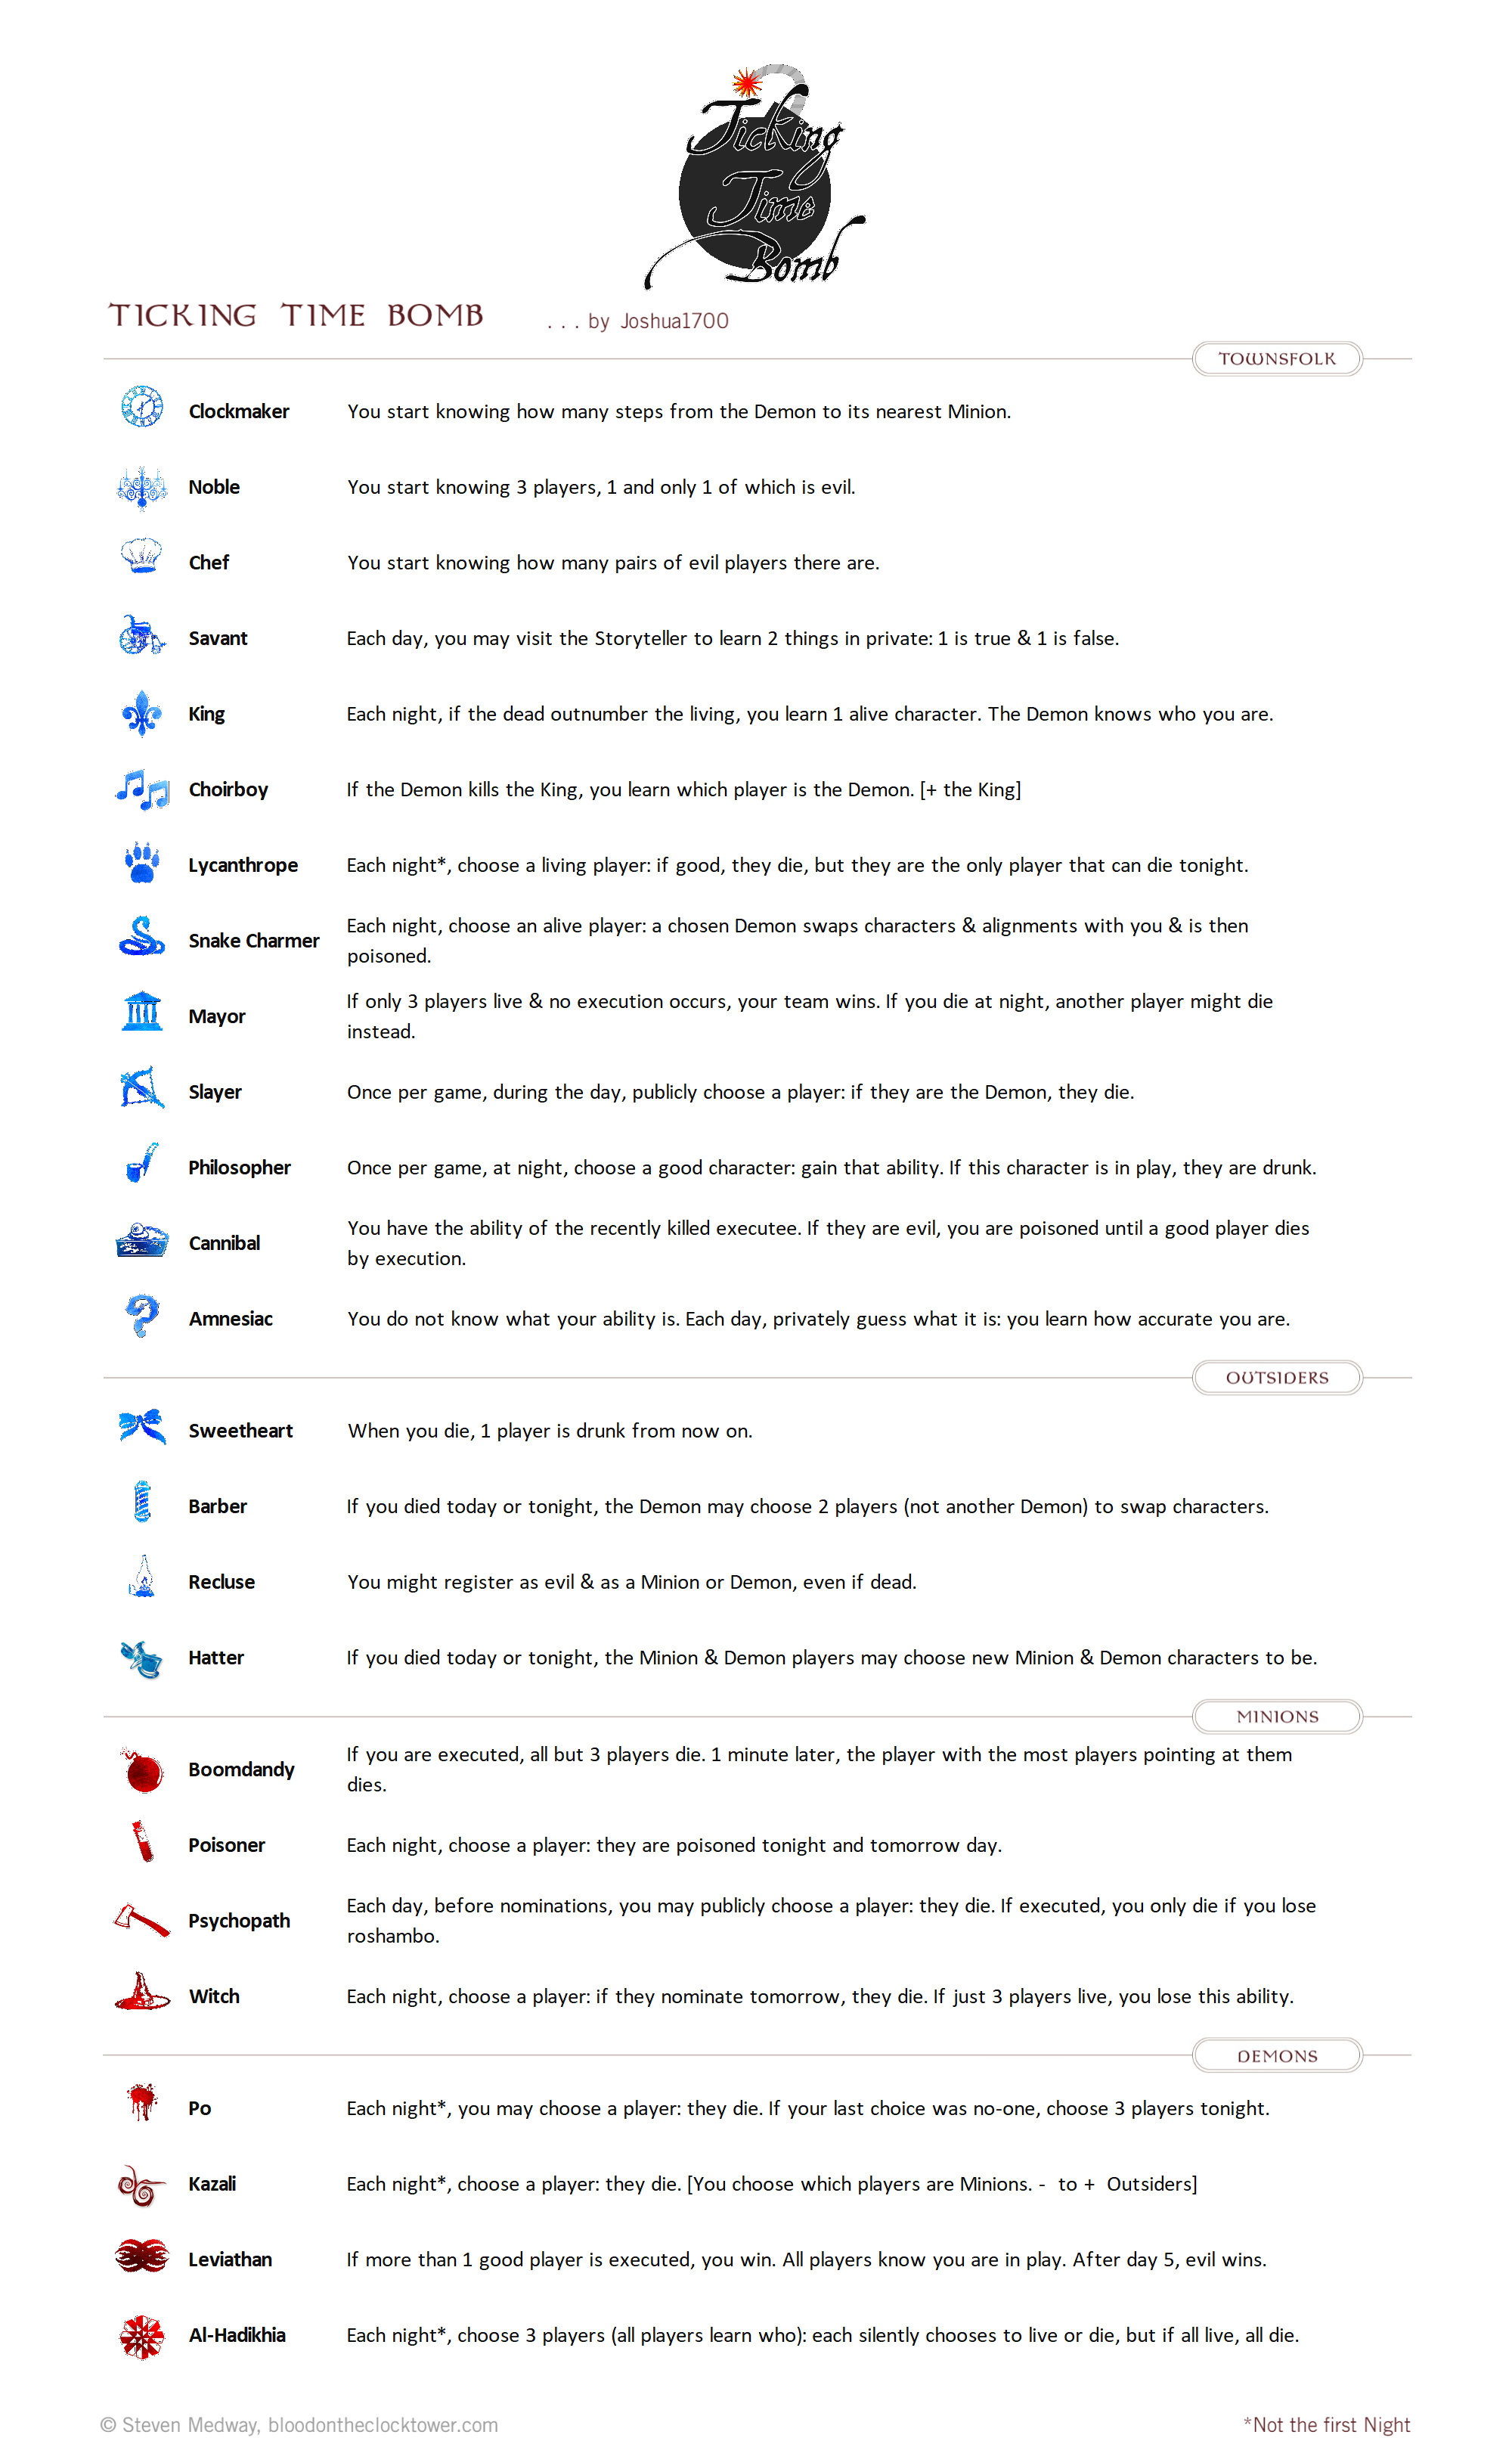 Ticking
Time
Bomb
TICKING TIME BOMB . . . by Joshua1700
TOWNSFOLK
Clockmaker You start knowing how many steps from the Demon to its nearest Minion.
Noble You start knowing 3 players, 1 and only 1 of which is evil.
Chef You start knowing how many pairs of evil players there are.
Savant Each day, you may visit the Storyteller to learn 2 things in private: 1 is true & 1 is false.
King Each night, if the dead outnumber the living, you learn 1 alive character. The Demon knows who you are.
Choirboy If the Demon kills the King, you learn which player is the Demon. [+ the King]
Lycanthrope Each night*, choose a living player: if good, they die, but they are the only player that can die tonight.
Snake Charmer Each night, choose an alive player: a chosen Demon swaps characters & alignments with you & is then
poisoned.
Mayor If only 3 players live & no execution occurs, your team wins. If you die at night, another player might die
instead.
Slayer Once per game, during the day, publicly choose a player: if they are the Demon, they die.
Philosopher Once per game, at night, choose a good character: gain that ability. If this character is in play, they are drunk.
Cannibal You have the ability of the recently killed executee. If they are evil, you are poisoned until a good player dies
by execution.
Amnesiac You do not know what your ability is. Each day, privately guess what it is: you learn how accurate you are.
OUTSIDERS
Sweetheart When you die, 1 player is drunk from now on.
Barber If you died today or tonight, the Demon may choose 2 players (not another Demon) to swap characters.
Recluse You might register as evil & as a Minion or Demon, even if dead.
Hatter If you died today or tonight, the Minion & Demon players may choose new Minion & Demon characters to be.
MINIONS
Boomdandy If you are executed, all but 3 players die. 1 minute later, the player with the most players pointing at them
dies.
Poisoner Each night, choose a player: they are poisoned tonight and tomorrow day.
Psychopath Each day, before nominations, you may publicly choose a player: they die. If executed, you only die if you lose
roshambo.
Witch Each night, choose a player: if they nominate tomorrow, they die. If just 3 players live, you lose this ability.
DEMONS
Po Each night*, you may choose a player: they die. If your last choice was no-one, choose 3 players tonight.
Kazali Each night*, choose a player: they die. [You choose which players are Minions. - to + Outsiders]
Leviathan If more than 1 good player is executed, you win. All players know you are in play. After day 5, evil wins.
Al-Hadikhia Each night*, choose 3 players (all players learn who): each silently chooses to live or die, but if all live, all die.
© Steven Medway, bloodontheclocktower.com *Not the first Night